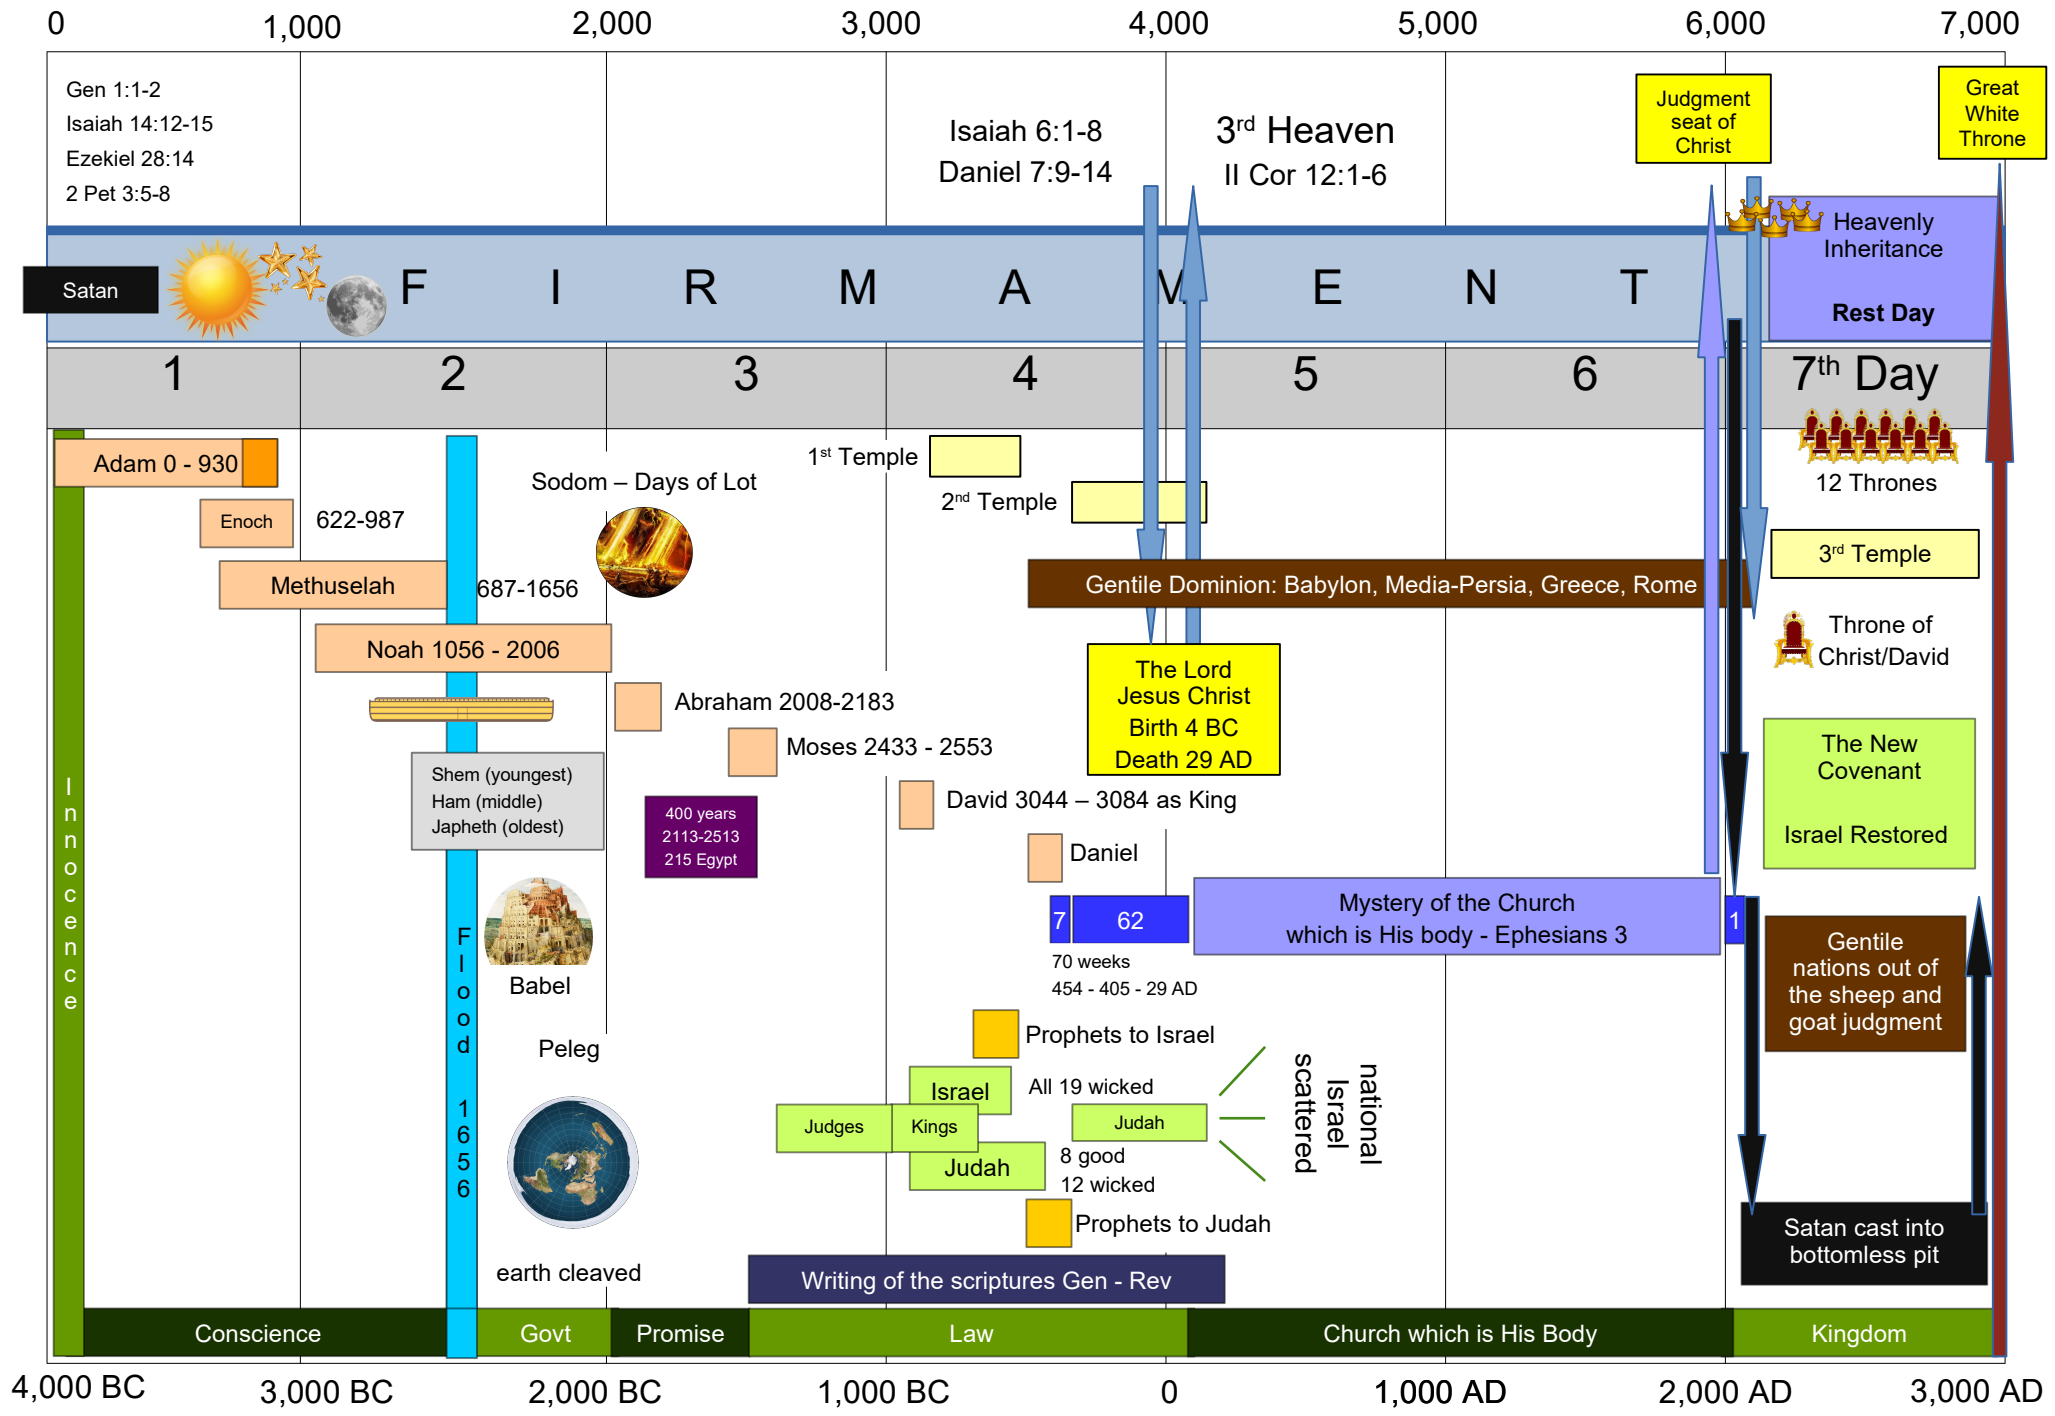 0 1,000 2,000 3,000 4,000 5,000 6,000 7,000
Gen 1:1-2
Isaiah 14:12-15
Ezekiel 28:14
2 Pet 3:5-8
Isaiah 6:1-8
Daniel 7:9-14
3rd Heaven
II Cor 12:1-6
Judgment
seat of
Christ
Great
White
Throne
Satan
F I R M A M E N T
Heavenly
Inheritance
Rest Day
1 2 3 4 5 6 7th Day
Adam 0 - 930
Enoch
622-987
Methuselah
687-1656
Noah 1056 - 2006
Sodom – Days of Lot
1st Temple
2nd Temple
Gentile Dominion: Babylon, Media-Persia, Greece, Rome
12 Thrones
3rd Temple
Throne of
Christ/David
The Lord
Jesus Christ
Birth 4 BC
Death 29 AD
Abraham 2008-2183
Moses 2433 - 2553
David 3044 – 3084 as King
Daniel
Shem (youngest)
Ham (middle)
Japheth (oldest)
400 years
2113-2513
215 Egypt
The New
Covenant
Israel Restored
Innocence
Flood 1656
Babel
Peleg
earth cleaved
7
62
70 weeks
454 - 405 - 29 AD
Mystery of the Church
which is His body - Ephesians 3
1
Gentile
nations out of
the sheep and
goat judgment
Prophets to Israel
Israel
All 19 wicked
Judges
Kings
Judah
Judah
8 good
12 wicked
national
Israel
scattered
Prophets to Judah
Satan cast into
bottomless pit
Writing of the scriptures Gen - Rev
Conscience
Govt
Promise
Law
Church which is His Body
Kingdom
4,000 BC 3,000 BC 2,000 BC 1,000 BC 0 1,000 AD 2,000 AD 3,000 AD